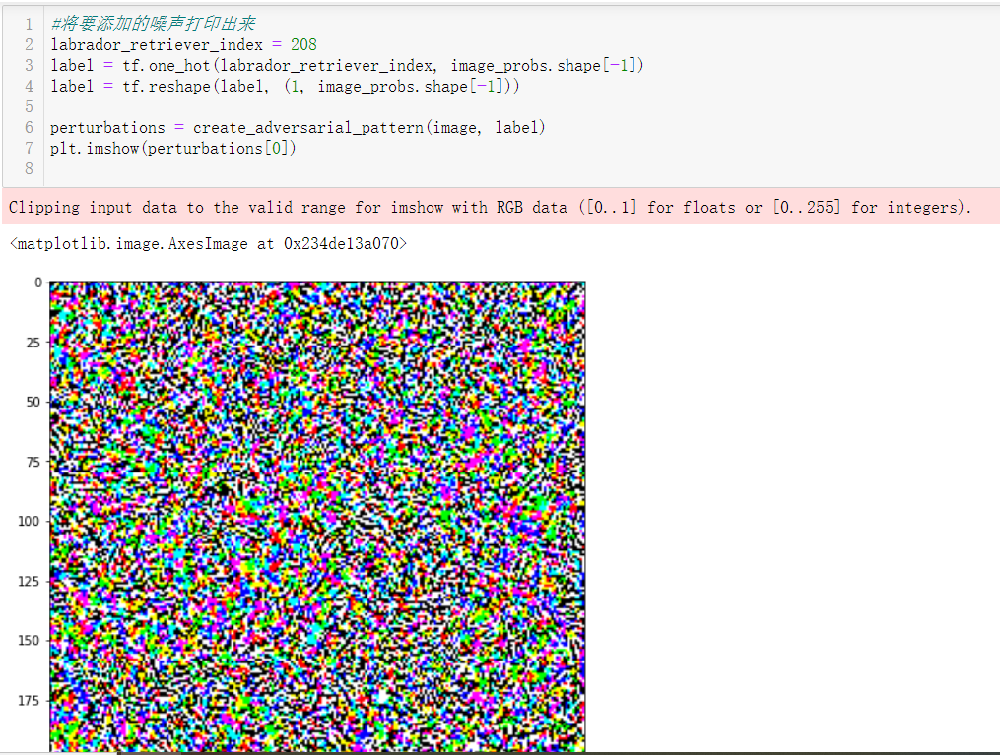 1 #将要添加的噪声打印出来
2 labrador_retriever_index = 208
3 label = tf.one_hot(labrador_retriever_index, image_probs.shape[-1])
4 label = tf.reshape(label, (1, image_probs.shape[-1]))
5
6 perturbations = create_adversarial_pattern(image, label)
7 plt.imshow(perturbations[0])
8
Clipping input data to the valid range for imshow with RGB data ([0..1] for floats or [0..255] for integers).
<matplotlib.image.AxesImage at 0x234de13a070>
0
25
50
75
100
125
150
175